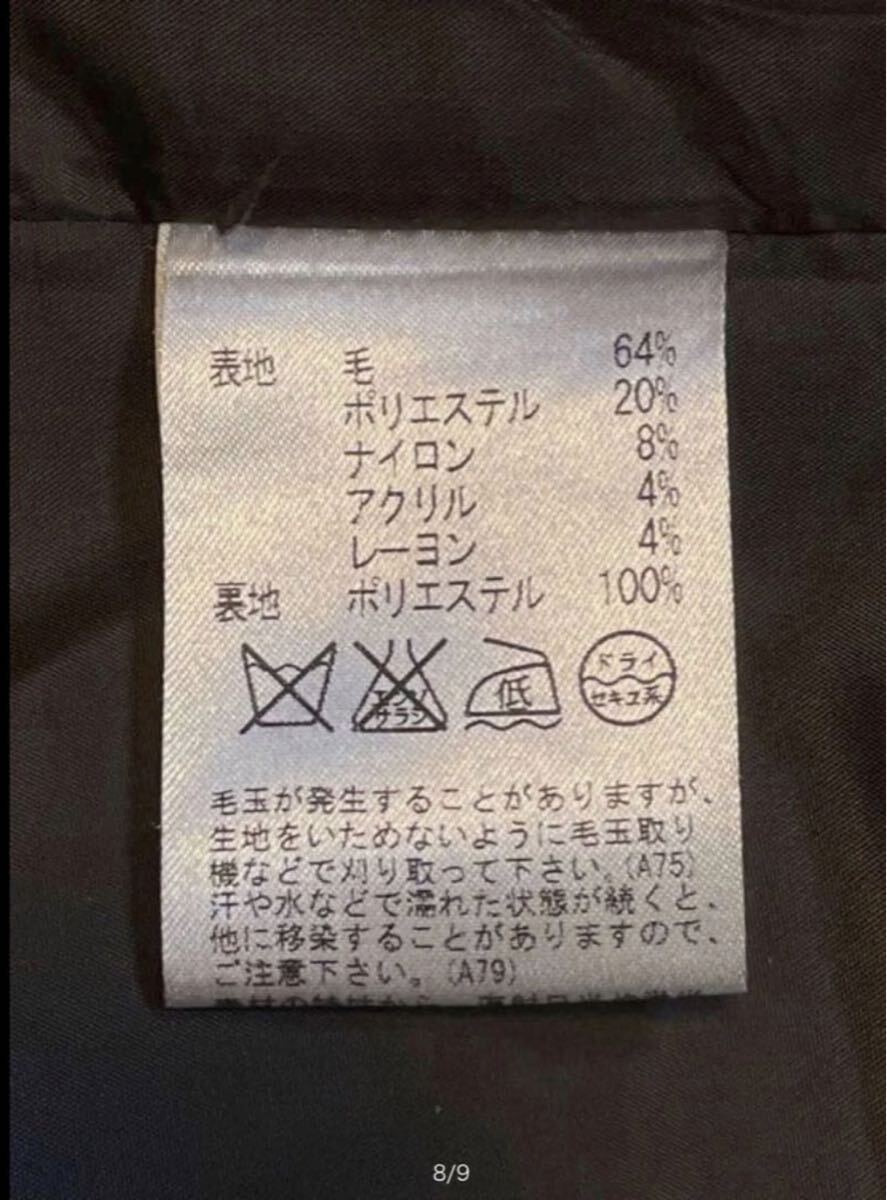 表地 毛 64%
ポリエステル 20%
ナイロン 8%
アクリル 4%
レーヨン 4%
裏地 ポリエステル 100%
エンソ
サラシ
低
ドライ
セキユ系
毛玉が発生することがありますが、
生地をいためないように毛玉取り
機などで刈り取って下さい。(A75)
汗や水などで濡れた状態が続くと、
他に移染することがありますので、
ご注意下さい。(A79)
8/9